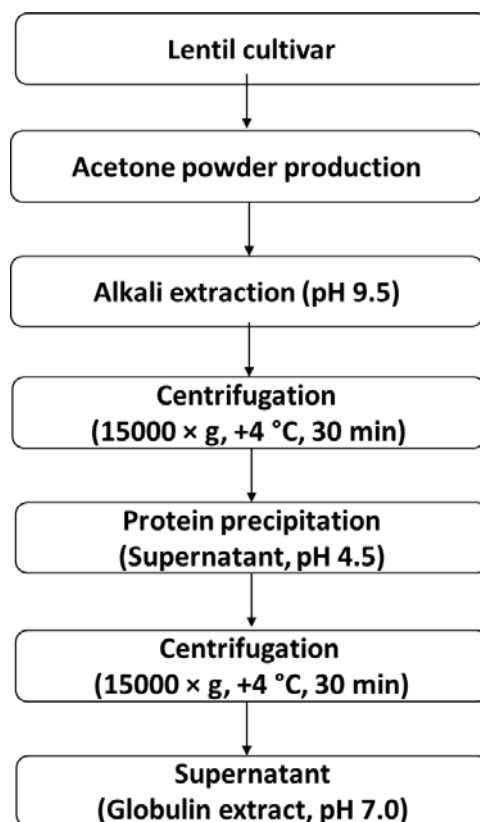 Lentil cultivar
Acetone powder production
Alkali extraction (pH 9.5)
Centrifugation
(15000 × g, +4 °C, 30 min)
Protein precipitation
(Supernatant, pH 4.5)
Centrifugation
(15000 × g, +4 °C, 30 min)
Supernatant
(Globulin extract, pH 7.0)